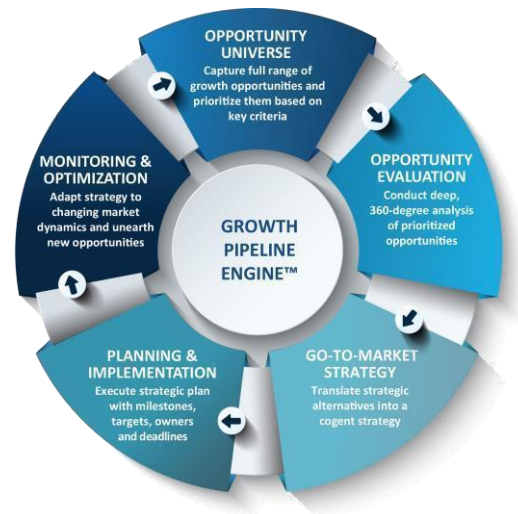 OPPORTUNITY
UNIVERSE
Capture full range of
growth opportunities and
prioritize them based on
key criteria
OPPORTUNITY
EVALUATION
Conduct deep,
360-degree analysis
of prioritized
opportunities
GO-TO-MARKET
STRATEGY
Translate strategic
alternatives into a
cogent strategy
PLANNING &
IMPLEMENTATION
Execute strategic plan
with milestones,
targets, owners
and deadlines
MONITORING &
OPTIMIZATION
Adapt strategy to
changing market
dynamics and unearth
new opportunities
GROWTH
PIPELINE
ENGINE™